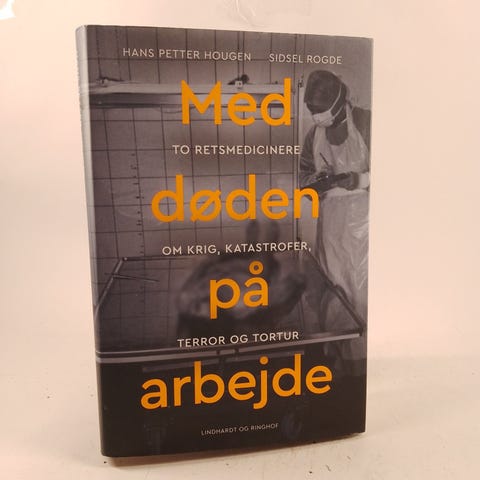 HANS PETTER HOUGEN SIDSEL ROGDE
Med
TO RETSMEDICINERE
døden
OM KRIG, KATASTROFER,
på
TERROR OG TORTUR
arbejde
LINDHARDT OG RINGHOF